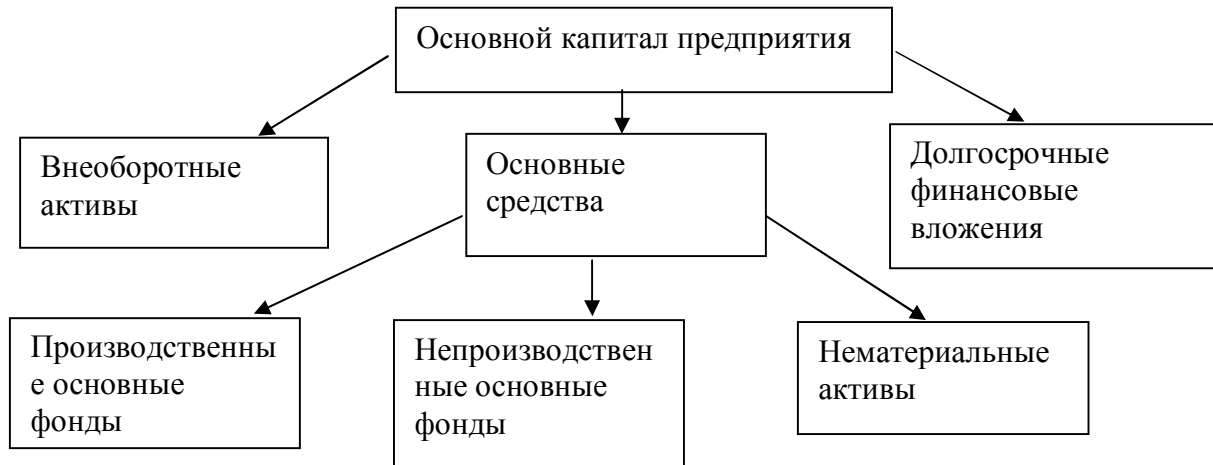 Основной капитал предприятия
Внеоборотные
активы
Основные
средства
Долгосрочные
финансовые
вложения
Производственны
е основные
фонды
Непроизводствен
ные основные
фонды
Нематериальные
активы